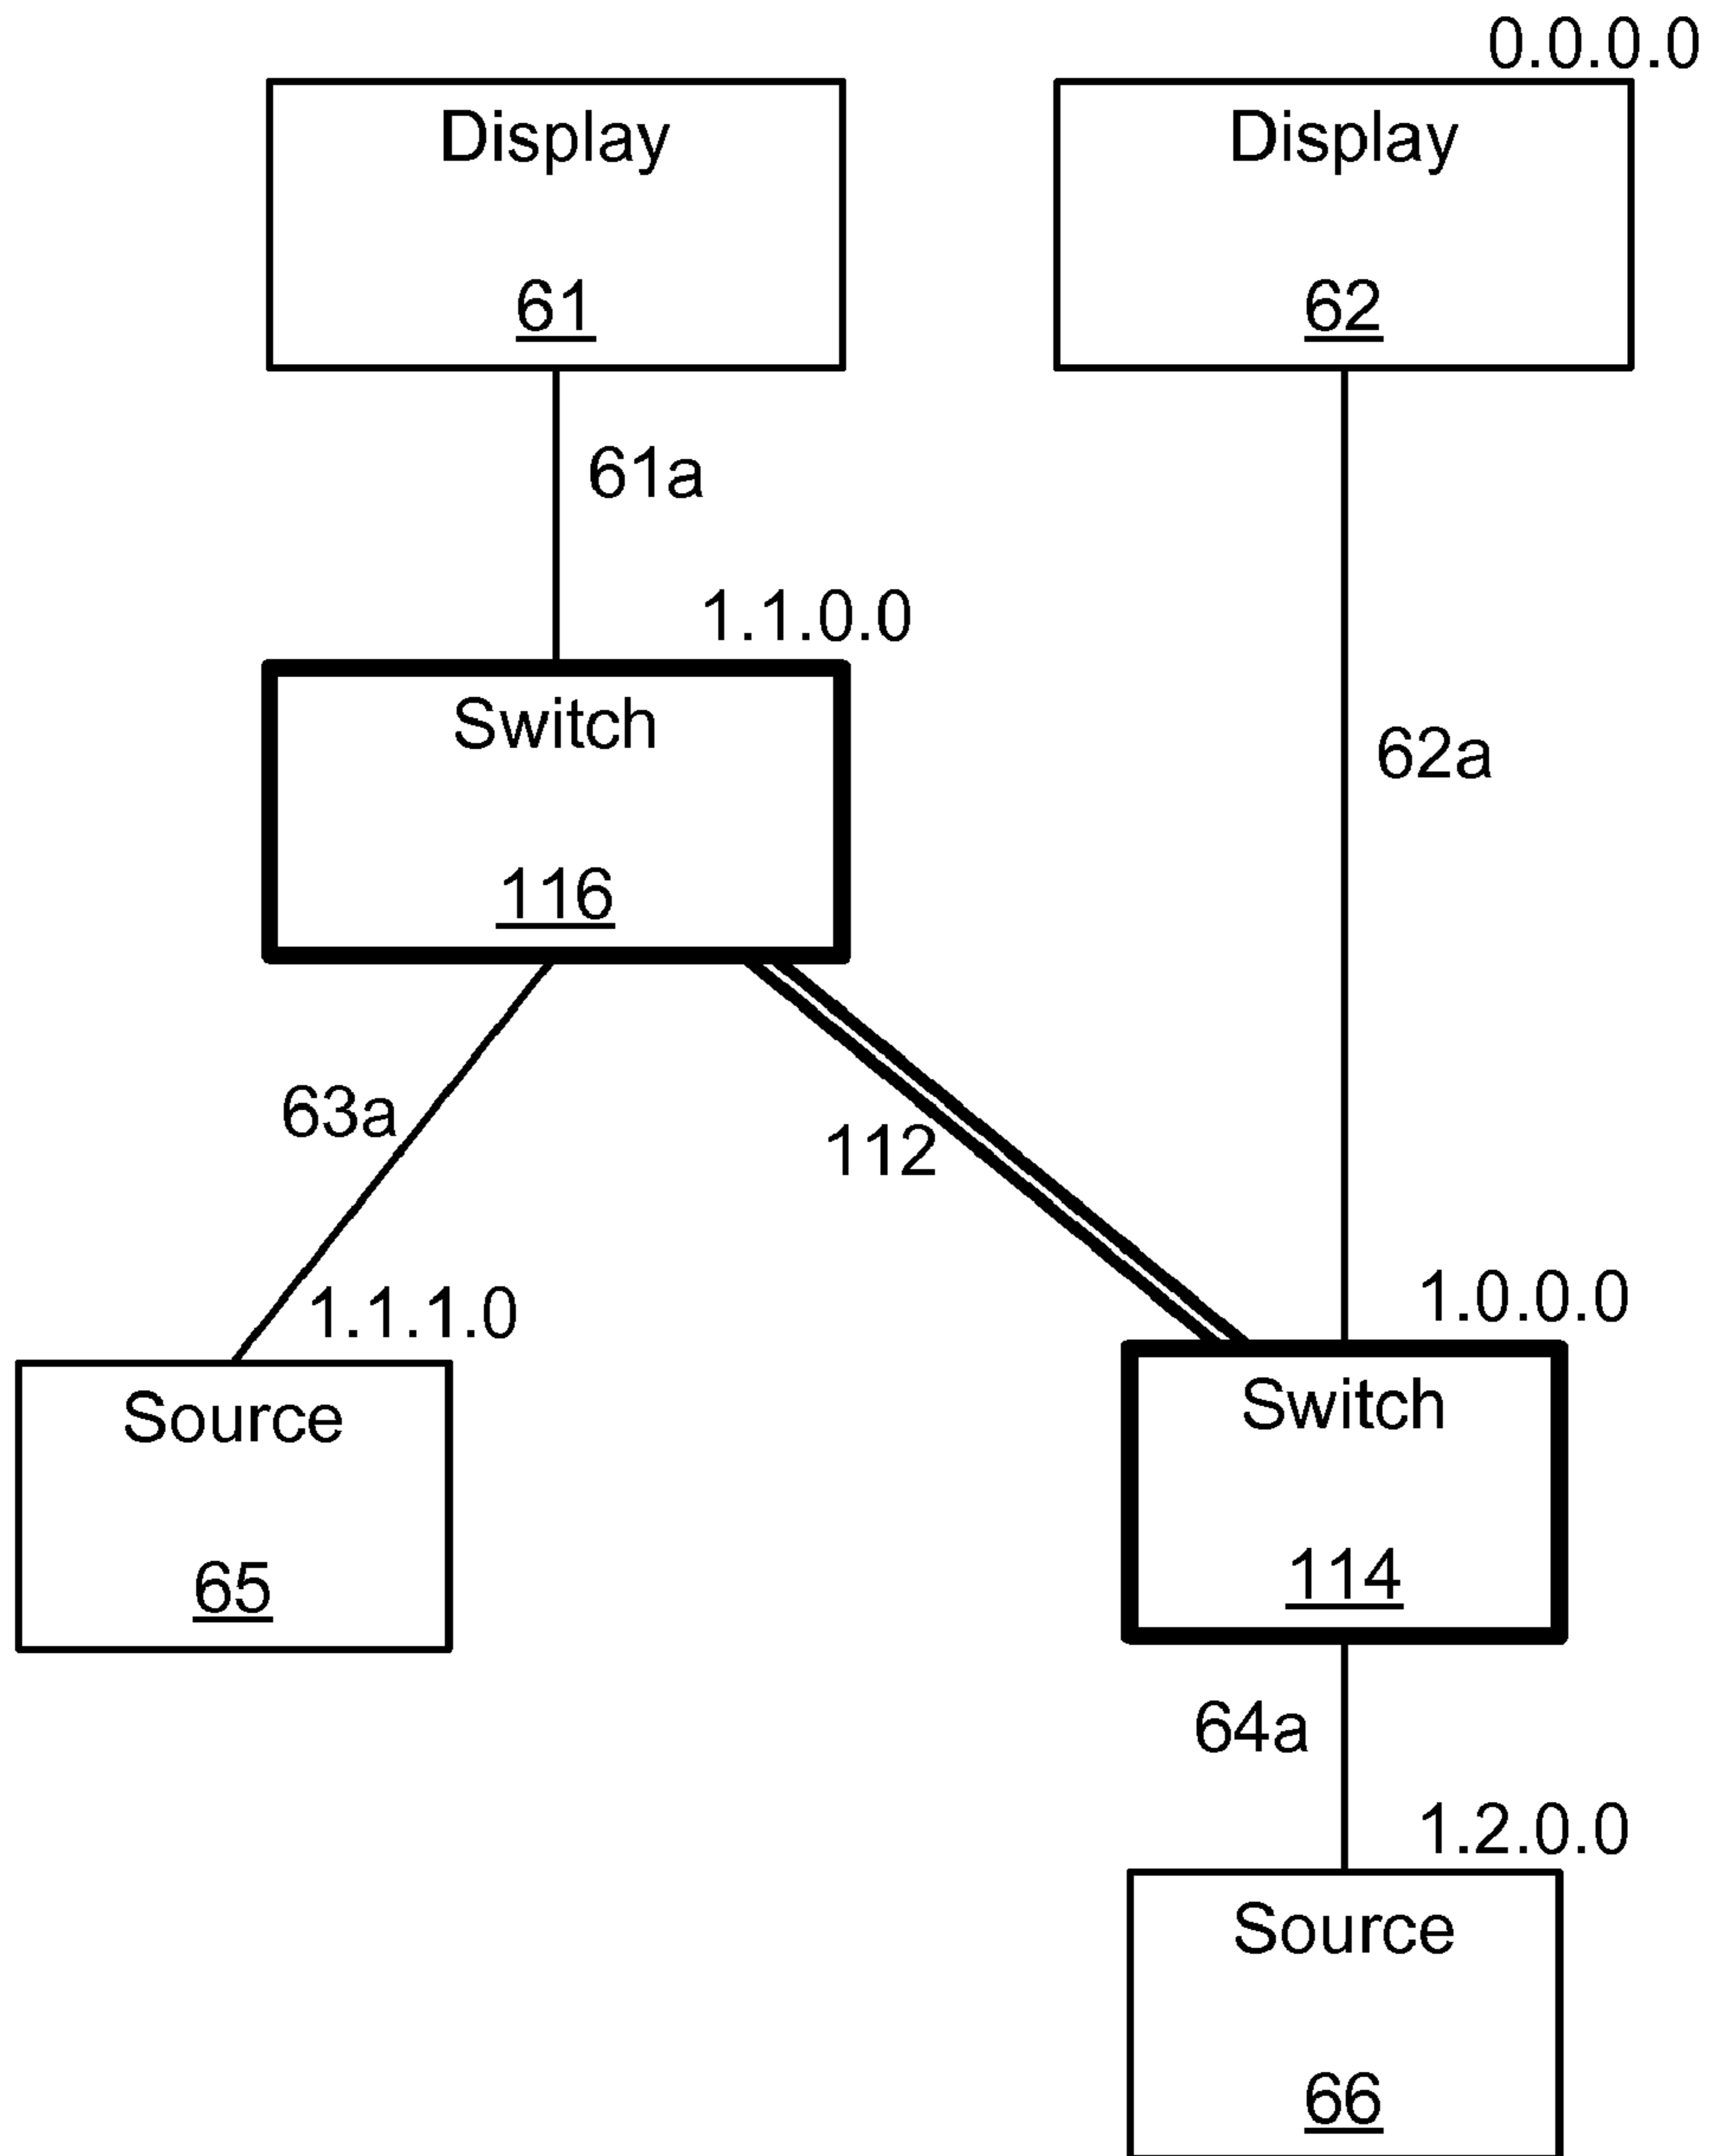 0.0.0.0
Display
61
Display
62
61a
1.1.0.0
Switch
116
62a
63a
112
1.1.1.0
Source
65
1.0.0.0
Switch
114
64a
1.2.0.0
Source
66